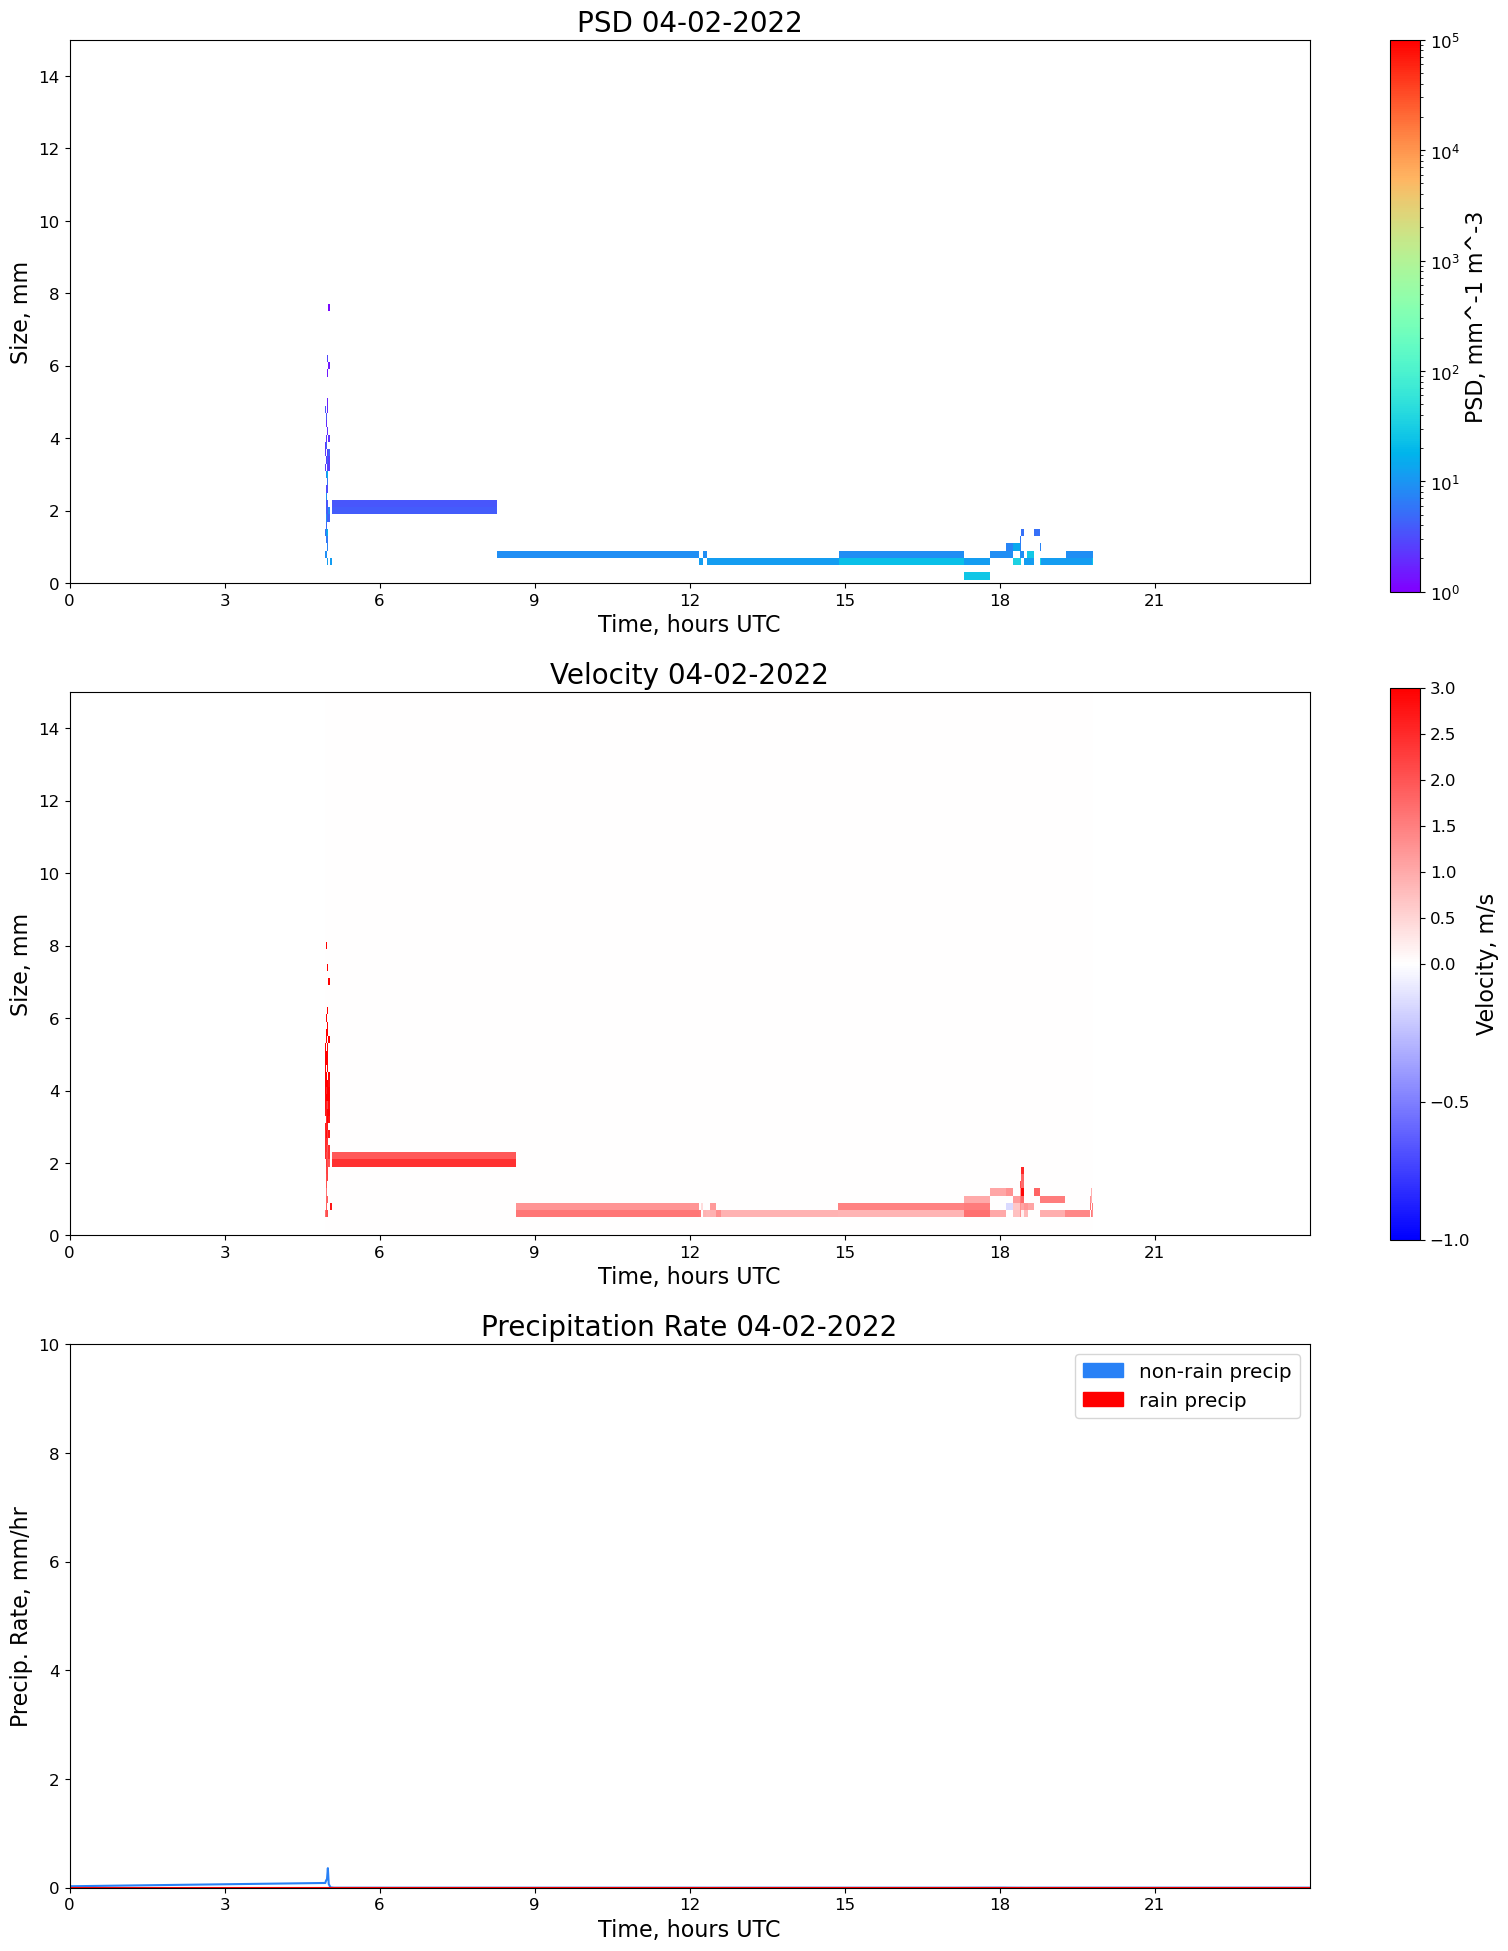 PSD 04-02-2022
14
12
10
8
6
4
2
0
Size, mm
0 3 6 9 12 15 18 21
Time, hours UTC
10^5
10^4
10^3
10^2
10^1
10^0
PSD, mm^-1 m^-3
Velocity 04-02-2022
14
12
10
8
6
4
2
0
Size, mm
0 3 6 9 12 15 18 21
Time, hours UTC
3.0
2.5
2.0
1.5
1.0
0.5
0.0
−0.5
−1.0
Velocity, m/s
Precipitation Rate 04-02-2022
10
8
6
4
2
0
Precip. Rate, mm/hr
non-rain precip
rain precip
0 3 6 9 12 15 18 21
Time, hours UTC